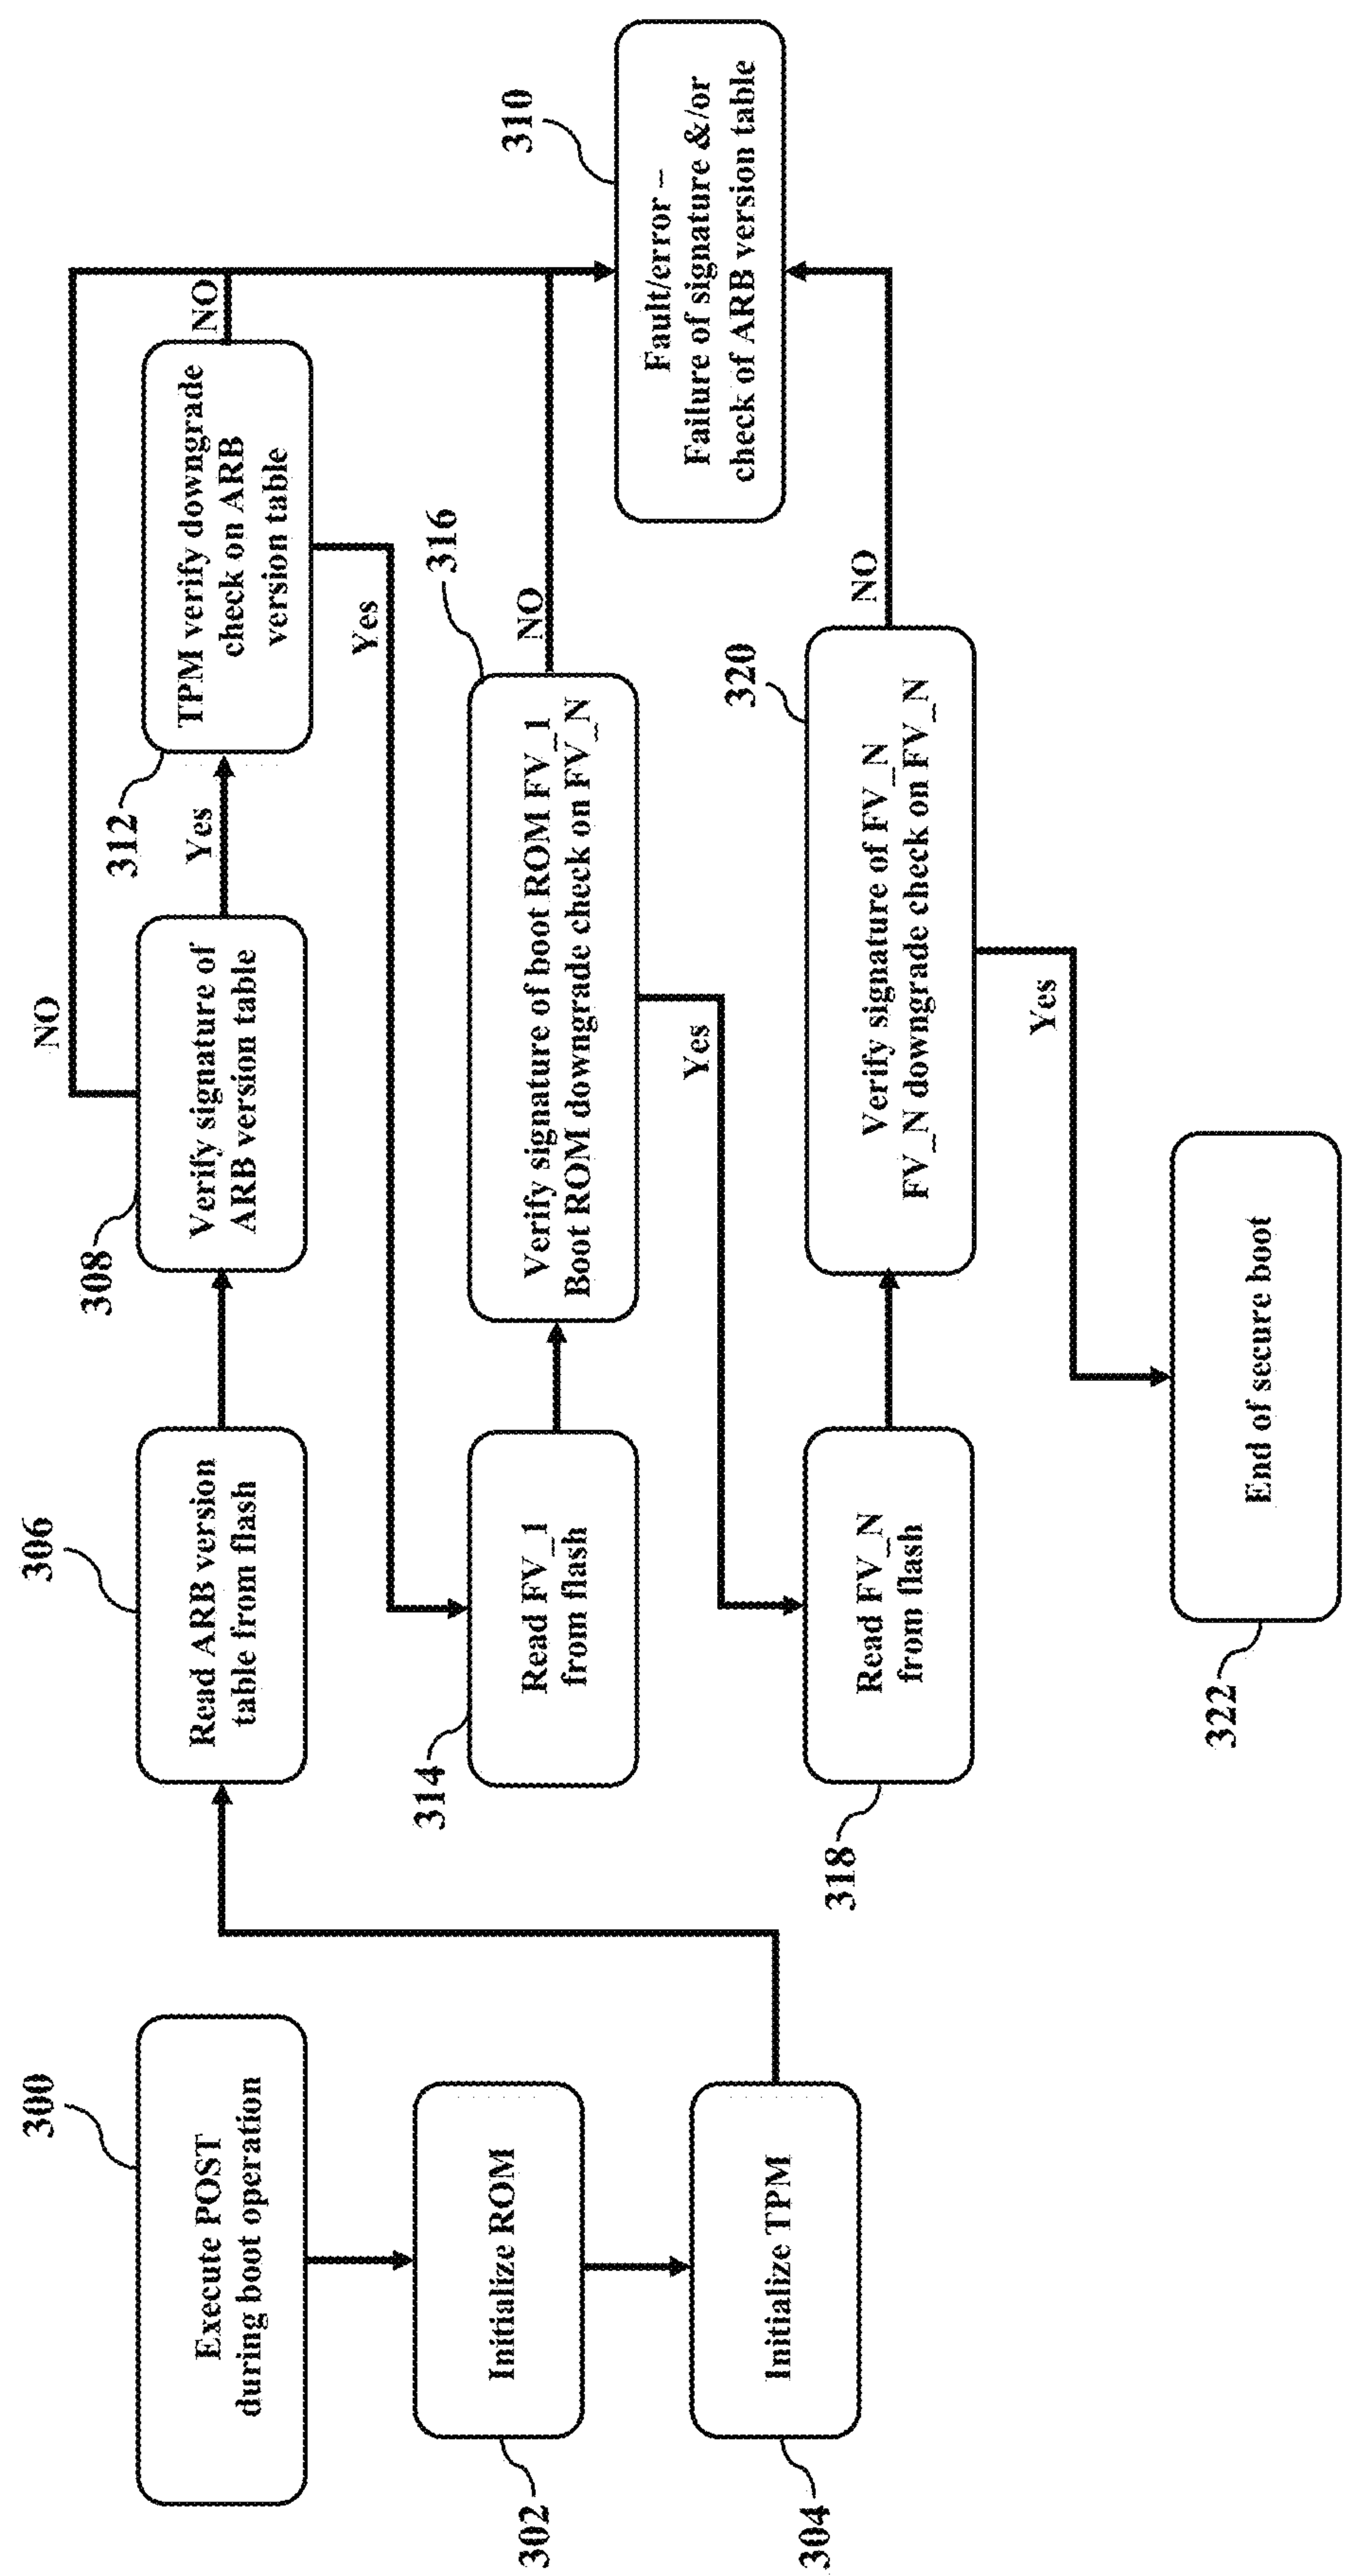 300
Execute POST
during boot operation
302
Initialize ROM
304
Initialize TPM
306
Read ARB version
table from flash
308
Verify signature of
ARB version table
NO
Yes
312
TPM verify downgrade
check on ARB
version table
NO
Yes
314
Read FV_1
from flash
316
Verify signature of boot ROM FV_1
Boot ROM downgrade check on FV_N
NO
Yes
318
Read FV_N
from flash
320
Verify signature of FV_N
FV_N downgrade check on FV_N
NO
Yes
310
Fault/error –
Failure of signature &/or
check of ARB version table
322
End of secure boot